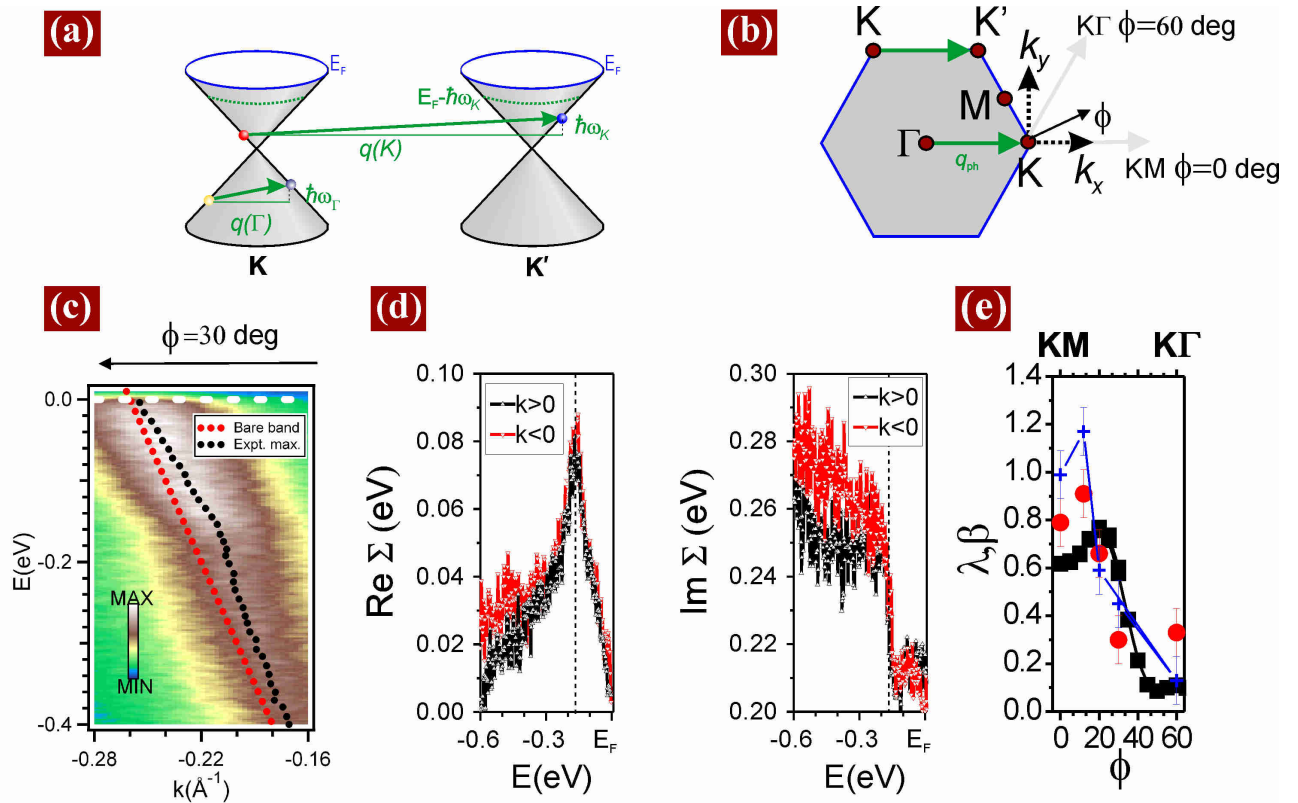 (a)
E_F
E_F
E_F-ħω_K
ħω_K
q(K)
ħω_Γ
q(Γ)
K
K′
(b)
K
K′
KΓ ϕ=60 deg
k_y
M
ϕ
Γ
q_ph
K
k_x
KM ϕ=0 deg
(c)
ϕ=30 deg
0.0
-0.2
-0.4
E(eV)
Bare band
Expt. max.
MAX
MIN
-0.28
-0.22
-0.16
k(Å⁻¹)
(d)
0.10
0.08
0.06
0.04
0.02
0.00
Re Σ (eV)
k>0
k<0
-0.6
-0.3
E_F
E(eV)
0.30
0.28
0.26
0.24
0.22
0.20
Im Σ (eV)
k>0
k<0
-0.6
-0.3
E_F
E(eV)
(e)
KM
KΓ
1.4
1.2
1.0
0.8
0.6
0.4
0.2
0.0
λ,β
0
20
40
60
ϕ